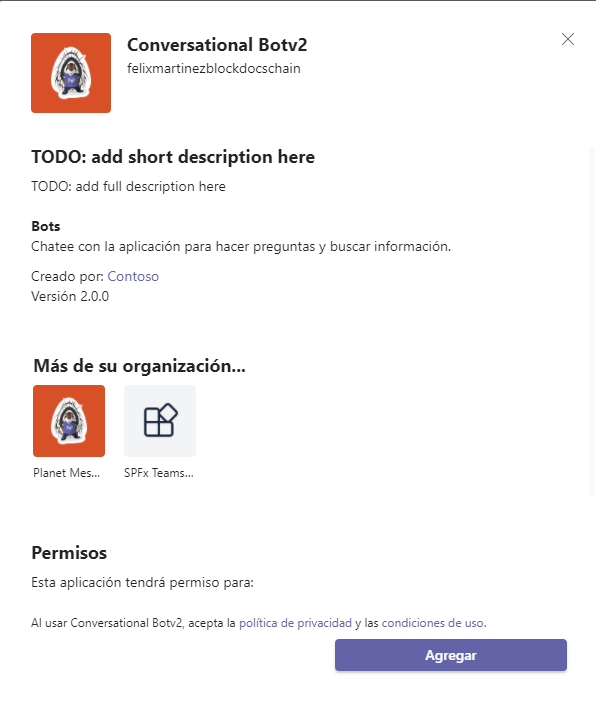 Conversational Botv2
felixmartinezblockdocschain
TODO: add short description here
TODO: add full description here
Bots
Chatee con la aplicación para hacer preguntas y buscar información.
Creado por: Contoso
Versión 2.0.0
Más de su organización...
Planet Mes...
SPFx Teams...
Permisos
Esta aplicación tendrá permiso para:
Al usar Conversational Botv2, acepta la política de privacidad y las condiciones de uso.
Agregar